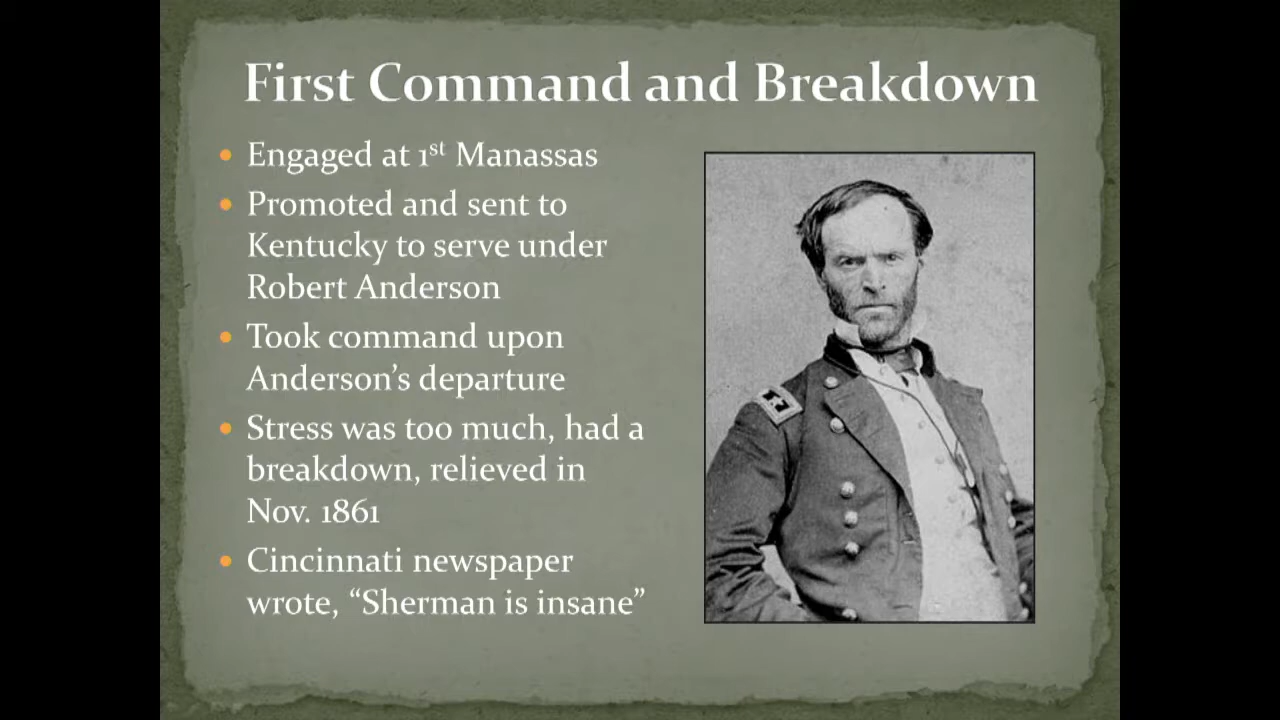 First Command and Breakdown
Engaged at 1st Manassas
Promoted and sent to
Kentucky to serve under
Robert Anderson
Took command upon
Anderson’s departure
Stress was too much, had a
breakdown, relieved in
Nov. 1861
Cincinnati newspaper
wrote, “Sherman is insane”